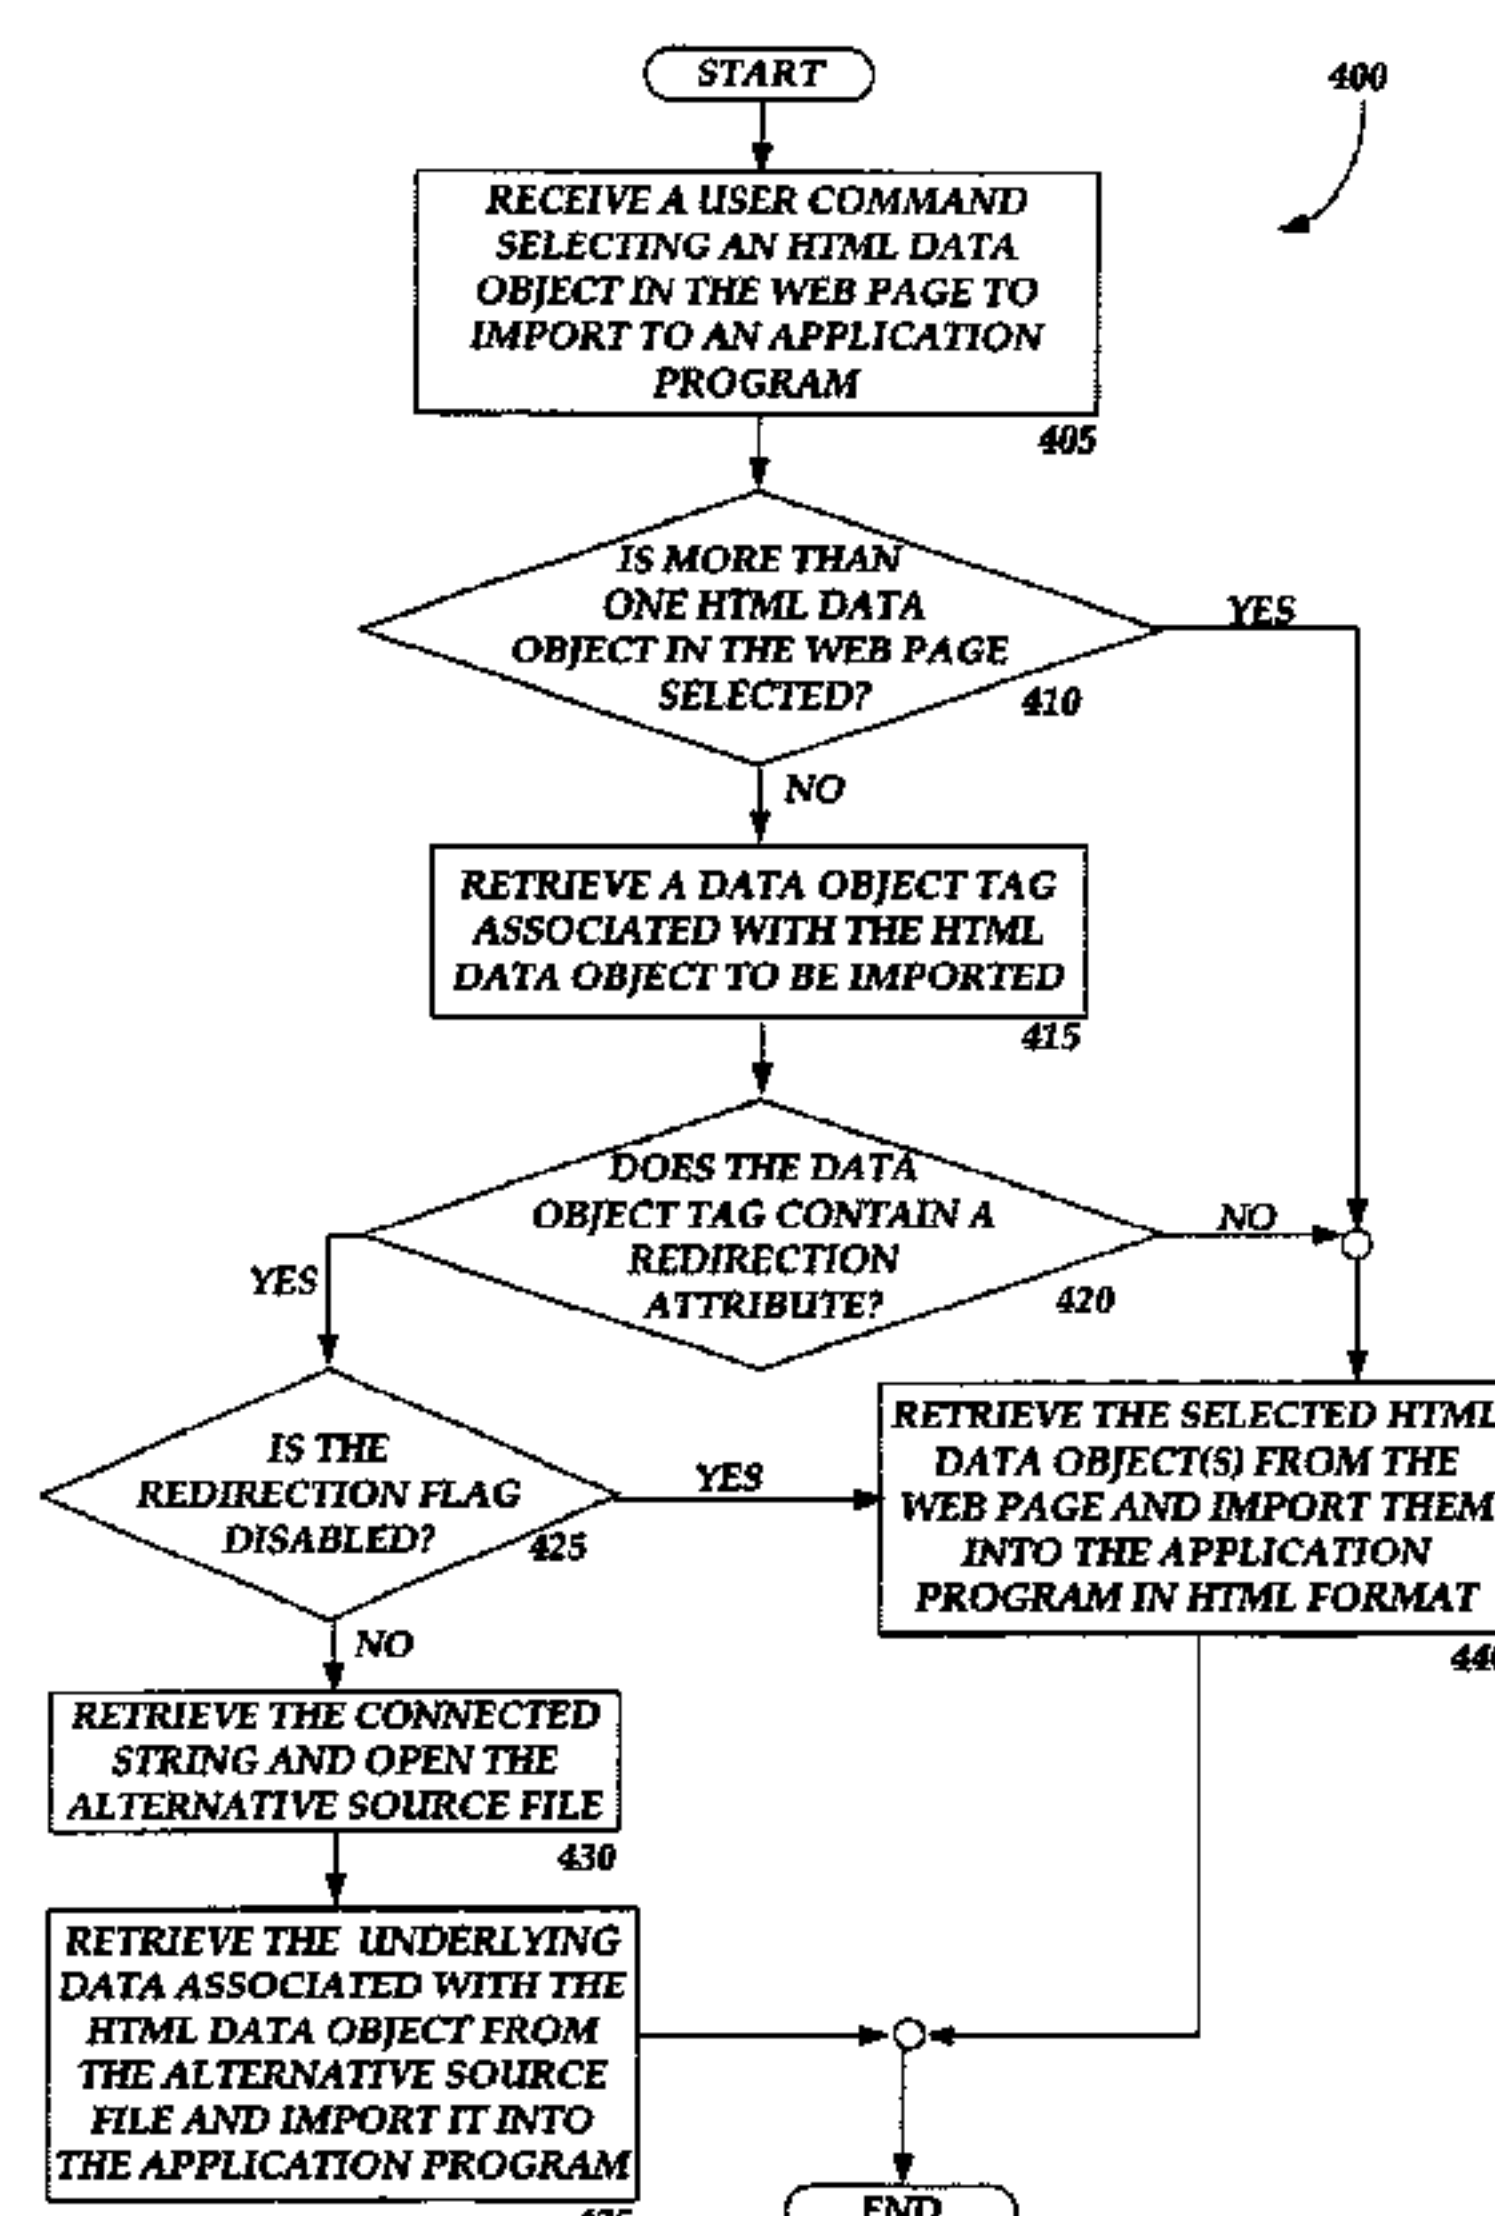 START
400
RECEIVE A USER COMMAND
SELECTING AN HTML DATA
OBJECT IN THE WEB PAGE TO
IMPORT TO AN APPLICATION
PROGRAM
405
IS MORE THAN
ONE HTML DATA
OBJECT IN THE WEB PAGE
SELECTED?
410
YES
NO
RETRIEVE A DATA OBJECT TAG
ASSOCIATED WITH THE HTML
DATA OBJECT TO BE IMPORTED
415
DOES THE DATA
OBJECT TAG CONTAIN A
REDIRECTION
ATTRIBUTE?
420
NO
YES
IS THE
REDIRECTION FLAG
DISABLED?
425
YES
RETRIEVE THE SELECTED HTML
DATA OBJECT(S) FROM THE
WEB PAGE AND IMPORT THEM
INTO THE APPLICATION
PROGRAM IN HTML FORMAT
440
NO
RETRIEVE THE CONNECTED
STRING AND OPEN THE
ALTERNATIVE SOURCE FILE
430
RETRIEVE THE UNDERLYING
DATA ASSOCIATED WITH THE
HTML DATA OBJECT FROM
THE ALTERNATIVE SOURCE
FILE AND IMPORT IT INTO
THE APPLICATION PROGRAM
END